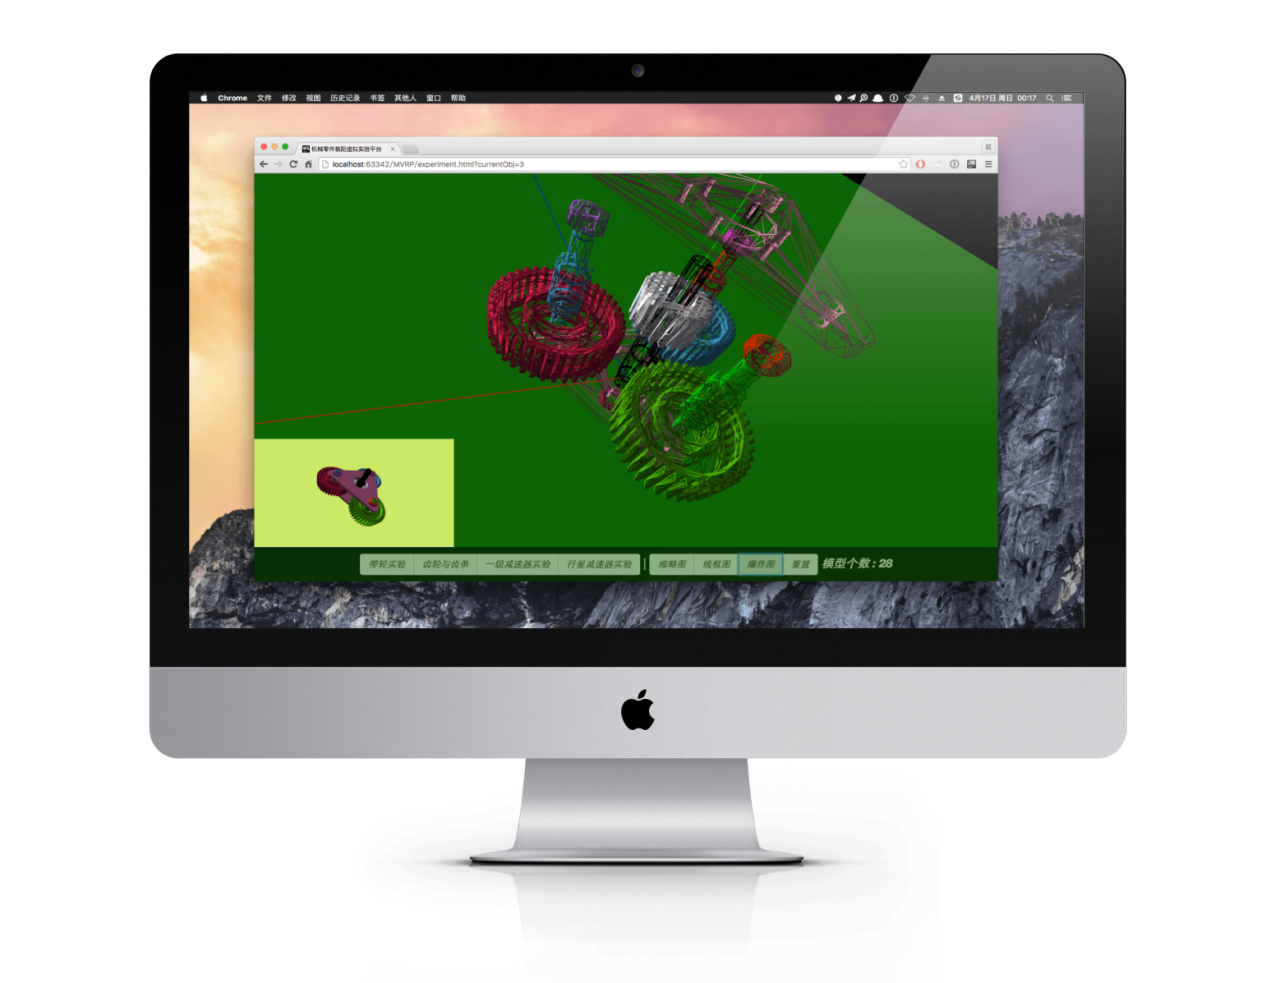 Chrome 文件 修改 视图 历史记录 书签 其他人 窗口 帮助 4月17日 周日 00:17
机械零件装配虚拟实验平台
localhost:63342/MVRP/experiment.html?currentObj=3
带轮实验 齿轮与齿条 一级减速器实验 行星减速器实验 | 缩略图 线框图 爆炸图 重置 模型个数 : 28